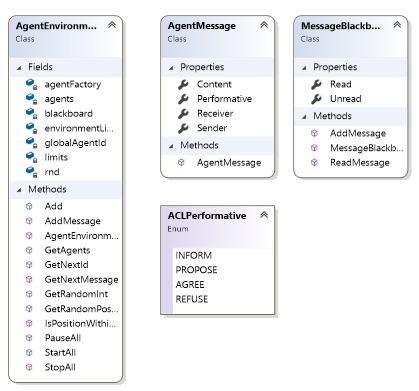 AgentEnvironm...
Class
Fields
agentFactory
agents
blackboard
environmentLi...
globalAgentId
limits
rnd
Methods
Add
AddMessage
AgentEnvironm...
GetAgents
GetNextId
GetNextMessage
GetRandomInt
GetRandomPos...
IsPositionWithi...
PauseAll
StartAll
StopAll
AgentMessage
Class
Properties
Content
Performative
Receiver
Sender
Methods
AgentMessage
MessageBlackb...
Class
Properties
Read
Unread
Methods
AddMessage
MessageBlackb...
ReadMessage
ACLPerformative
Enum
INFORM
PROPOSE
AGREE
REFUSE